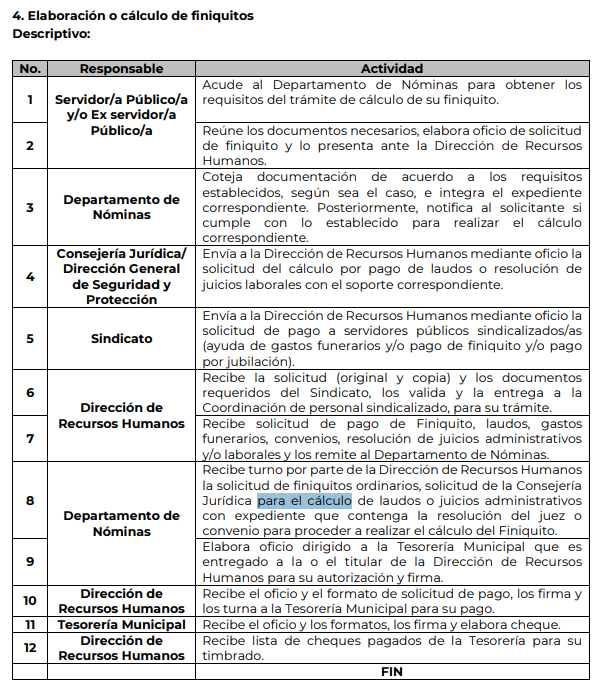 4. Elaboración o cálculo de finiquitos
Descriptivo:
No. Responsable Actividad
1 Servidor/a Público/a y/o Ex servidor/a Público/a
Acude al Departamento de Nóminas para obtener los
requisitos del trámite de cálculo de su finiquito.
2
Reúne los documentos necesarios, elabora oficio de solicitud
de finiquito y lo presenta ante la Dirección de Recursos
Humanos.
3
Departamento de
Nóminas
Coteja documentación de acuerdo a los requisitos
establecidos, según sea el caso, e integra el expediente
correspondiente. Posteriormente, notifica al solicitante si
cumple con lo establecido para realizar el cálculo
correspondiente.
4
Consejería Jurídica/
Dirección General
de Seguridad y
Protección
Envía a la Dirección de Recursos Humanos mediante oficio la
solicitud del cálculo por pago de laudos o resolución de
juicios laborales con el soporte correspondiente.
5
Sindicato
Envía a la Dirección de Recursos Humanos mediante oficio la
solicitud de pago a servidores públicos sindicalizados/as
(ayuda de gastos funerarios y/o pago de finiquito y/o pago
por jubilación).
6
Dirección de
Recursos Humanos
Recibe la solicitud (original y copia) y los documentos
requeridos del Sindicato, los valida y la entrega a la
Coordinación de personal sindicalizado, para su trámite.
7
Recibe solicitud de pago de Finiquito, laudos, gastos
funerarios, convenios, resolución de juicios administrativos
y/o laborales y los remite al Departamento de Nóminas.
8
Departamento de
Nóminas
Recibe turno por parte de la Dirección de Recursos Humanos
la solicitud de finiquitos ordinarios, solicitud de la Consejería
Jurídica para el cálculo de laudos o juicios administrativos
con expediente que contenga la resolución del juez o
convenio para proceder a realizar el cálculo del Finiquito.
9
Elabora oficio dirigido a la Tesorería Municipal que es
entregado a la o el titular de la Dirección de Recursos
Humanos para su autorización y firma.
10
Dirección de
Recursos Humanos
Recibe el oficio y el formato de solicitud de pago, los firma y
los turna a la Tesorería Municipal para su pago.
11 Tesorería Municipal Recibe el oficio y los formatos, los firma y elabora cheque.
12
Dirección de
Recursos Humanos
Recibe lista de cheques pagados de la Tesorería para su
timbrado.
FIN